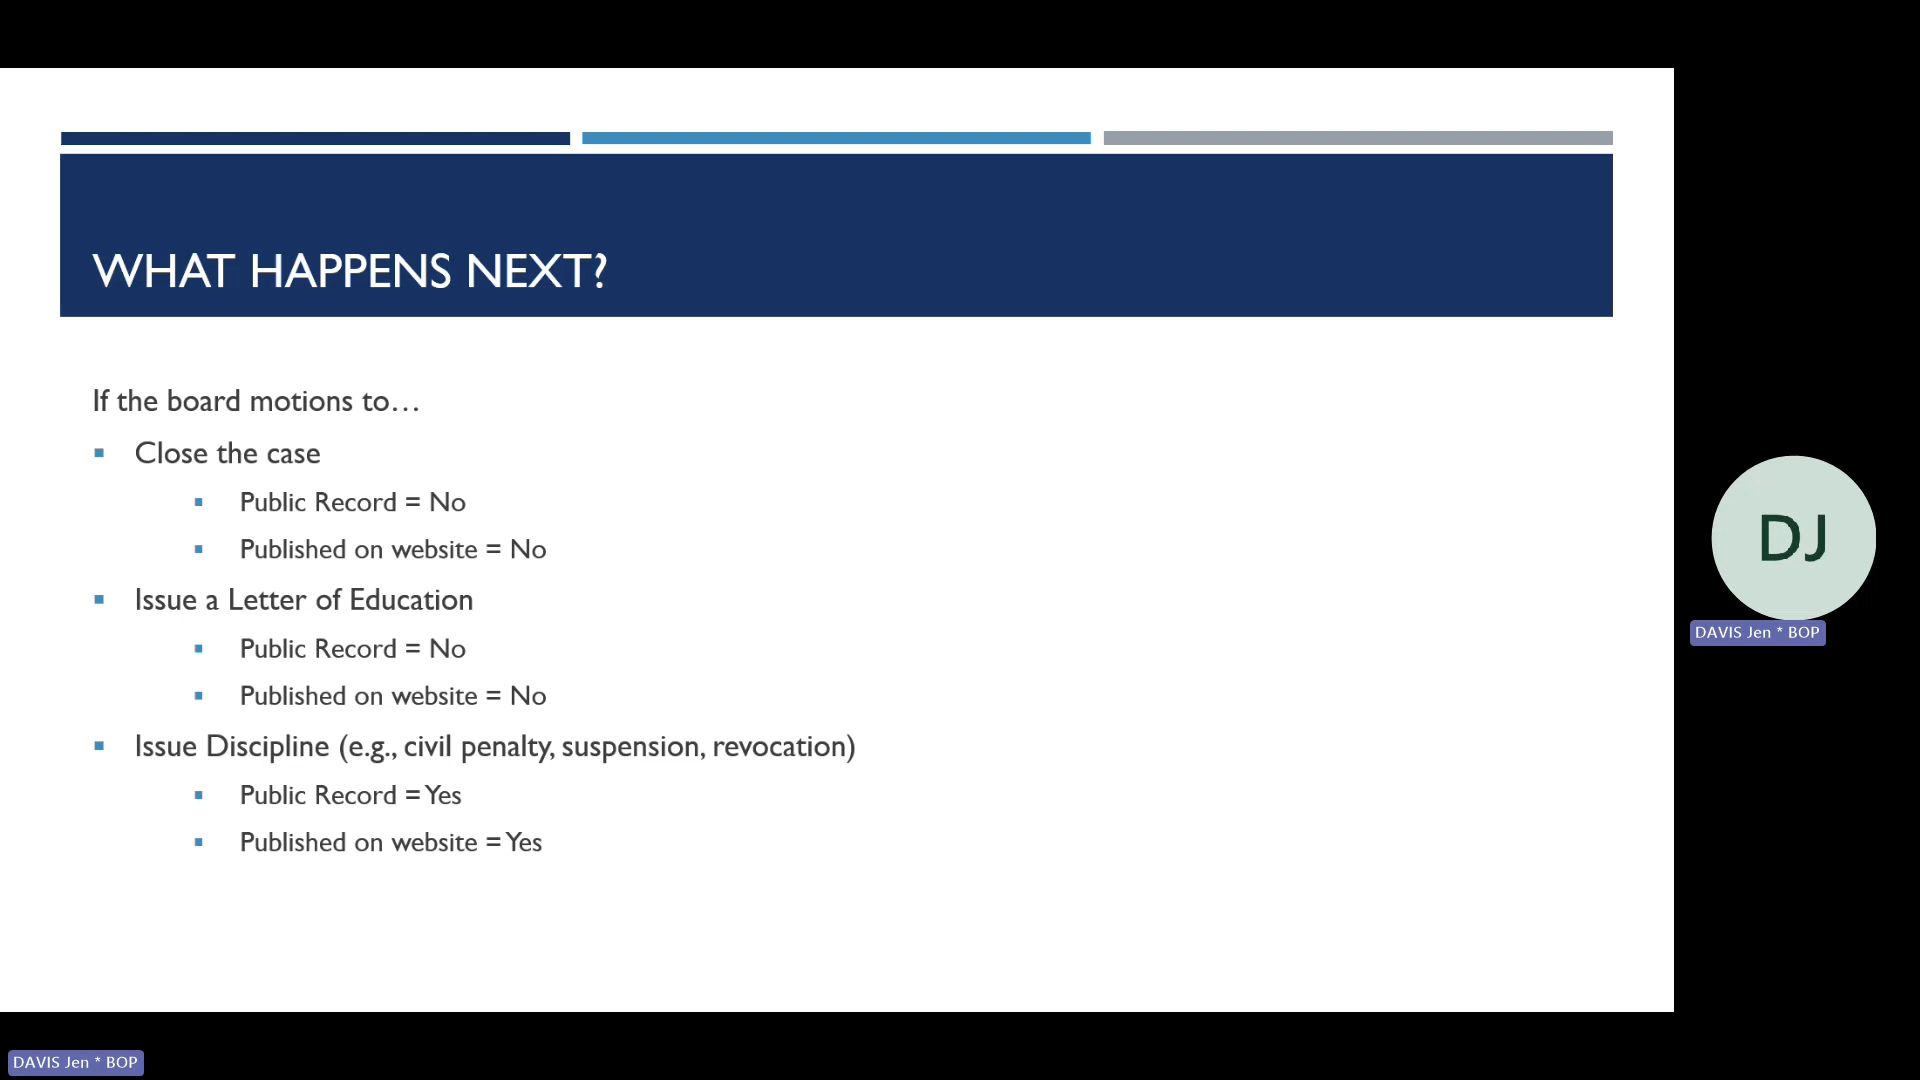 WHAT HAPPENS NEXT?
If the board motions to…
Close the case
Public Record = No
Published on website = No
Issue a Letter of Education
Public Record = No
Published on website = No
Issue Discipline (e.g., civil penalty, suspension, revocation)
Public Record = Yes
Published on website = Yes
DJ
DAVIS Jen * BOP
DAVIS Jen * BOP